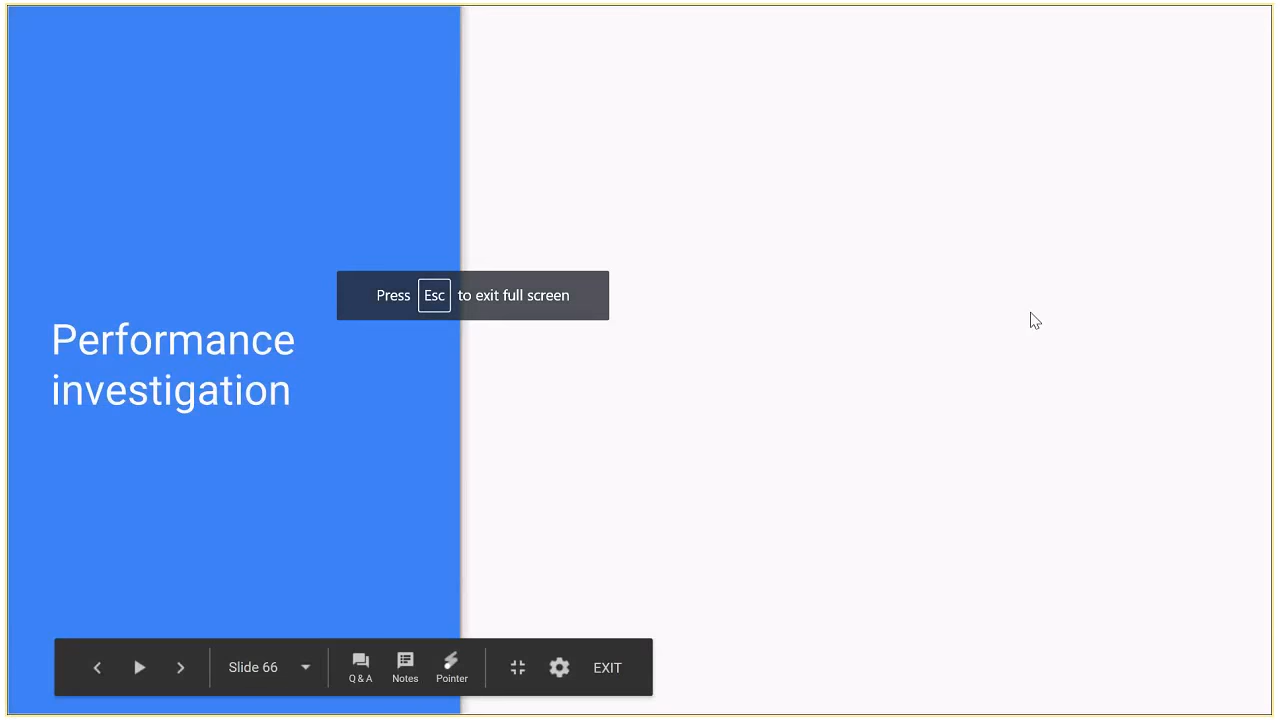 Press Esc to exit full screen
Performance
investigation
Slide 66
Q & A
Notes
Pointer
EXIT